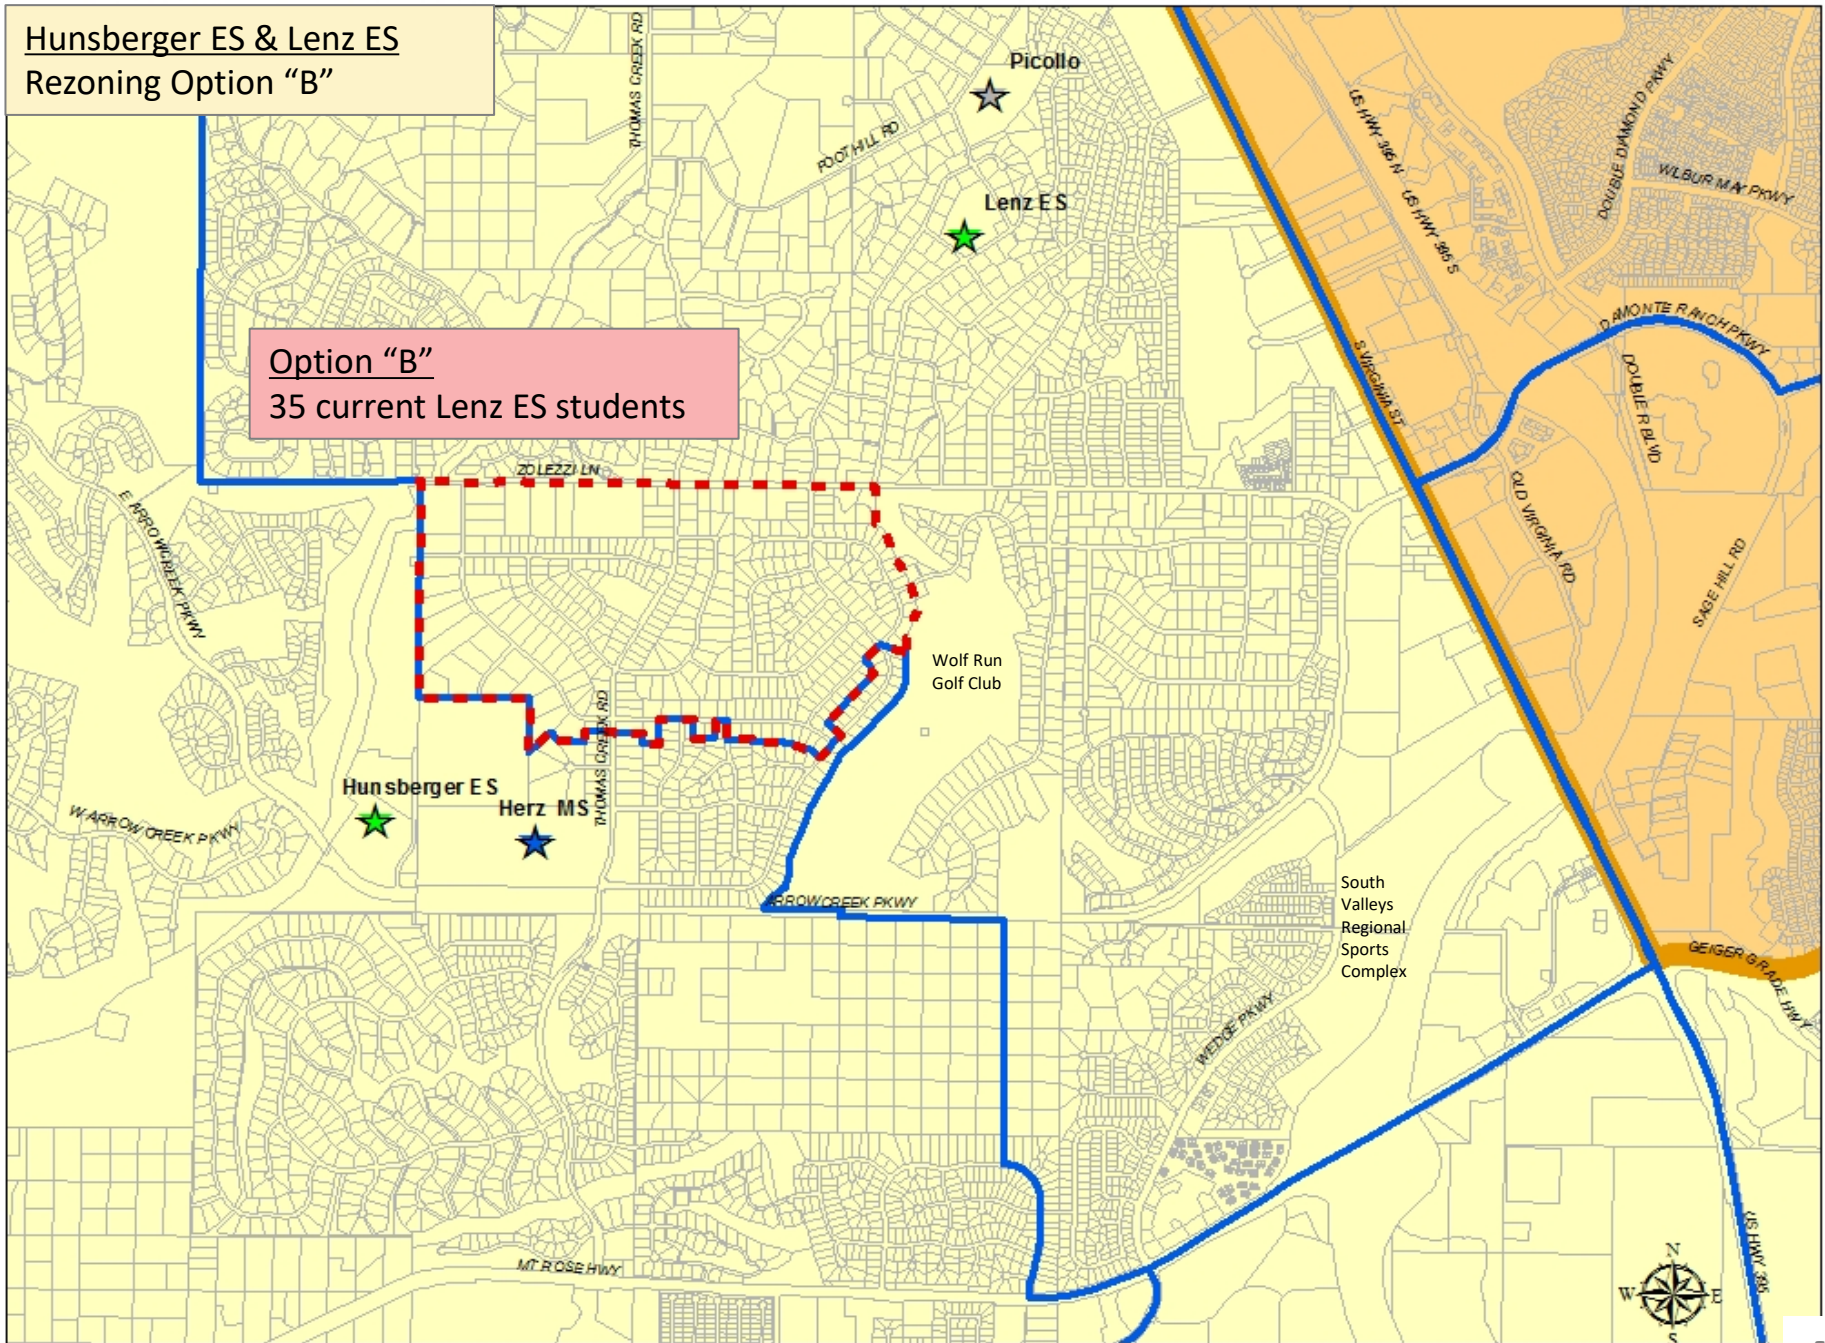 Hunsberger ES & Lenz ES
Rezoning Option “B”
THOMAS CREEK RD
Picollo
FOOTHILL RD
Lenz ES
US HWY 395 N
US HWY 395 S
DOUBLE DAMOND PKWY
WILBUR MAY PKWY
DAMONTE RANCH PKWY
S VIRGINIA ST
DOUBLE R BLVD
Option “B”
35 current Lenz ES students
ZOLEZZI LN
E ARROWCREEK PKWY
OLD VIRGINIA RD
SAGE HILL RD
Wolf Run
Golf Club
THOMAS CREEK RD
Hunsberger ES
Herz MS
W ARROWCREEK PKWY
ARROWCREEK PKWY
South
Valleys
Regional
Sports
Complex
GEIGER GRADE HWY
WEDGE PKWY
MT ROSE HWY
US HWY 395
N
W
E
S